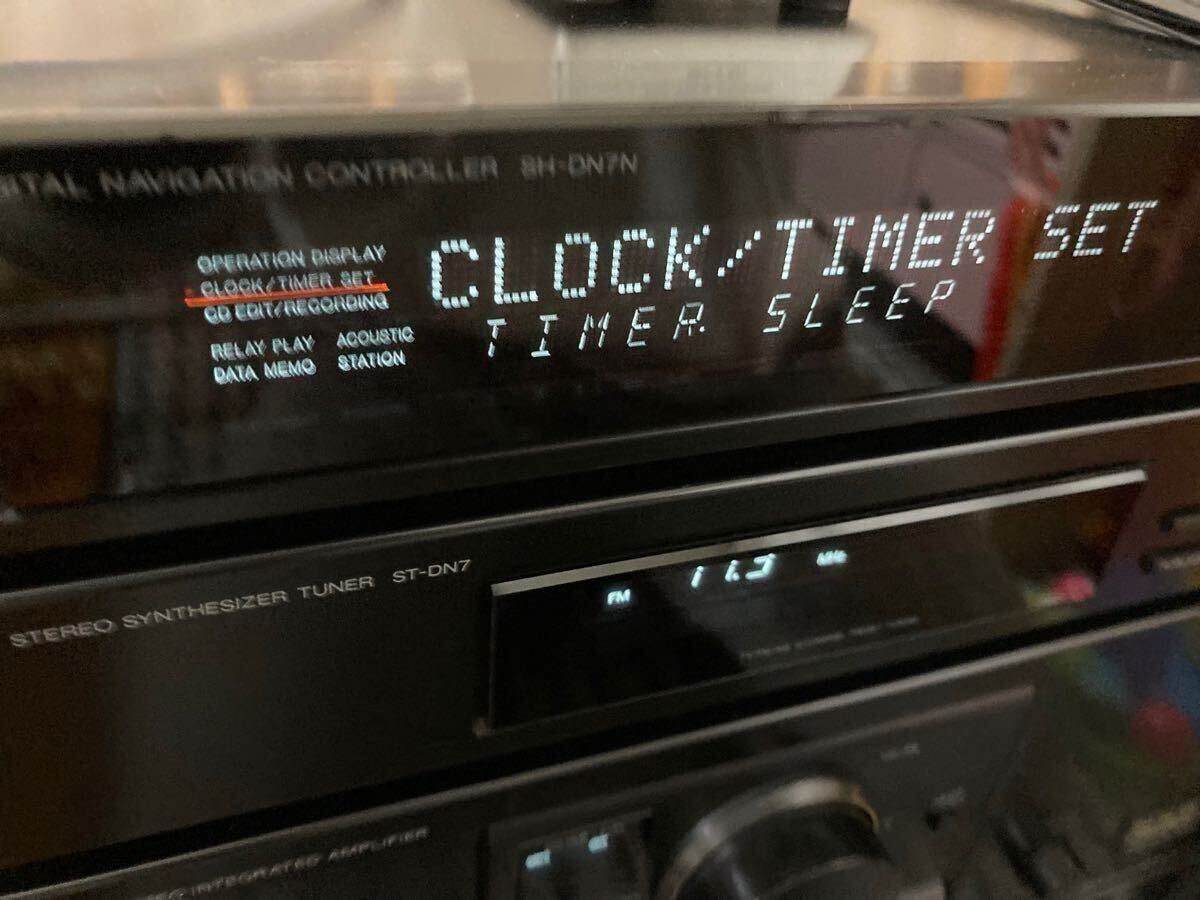 DIGITAL NAVIGATION CONTROLLER SH-DN7N
OPERATION DISPLAY
CLOCK/TIMER SET
CD EDIT/RECORDING
RELAY PLAY ACOUSTIC
DATA MEMO STATION
CLOCK/TIMER SET
TIMER SLEEP
STEREO SYNTHESIZER TUNER ST-DN7
FM
MHz
INTEGRATED AMPLIFIER